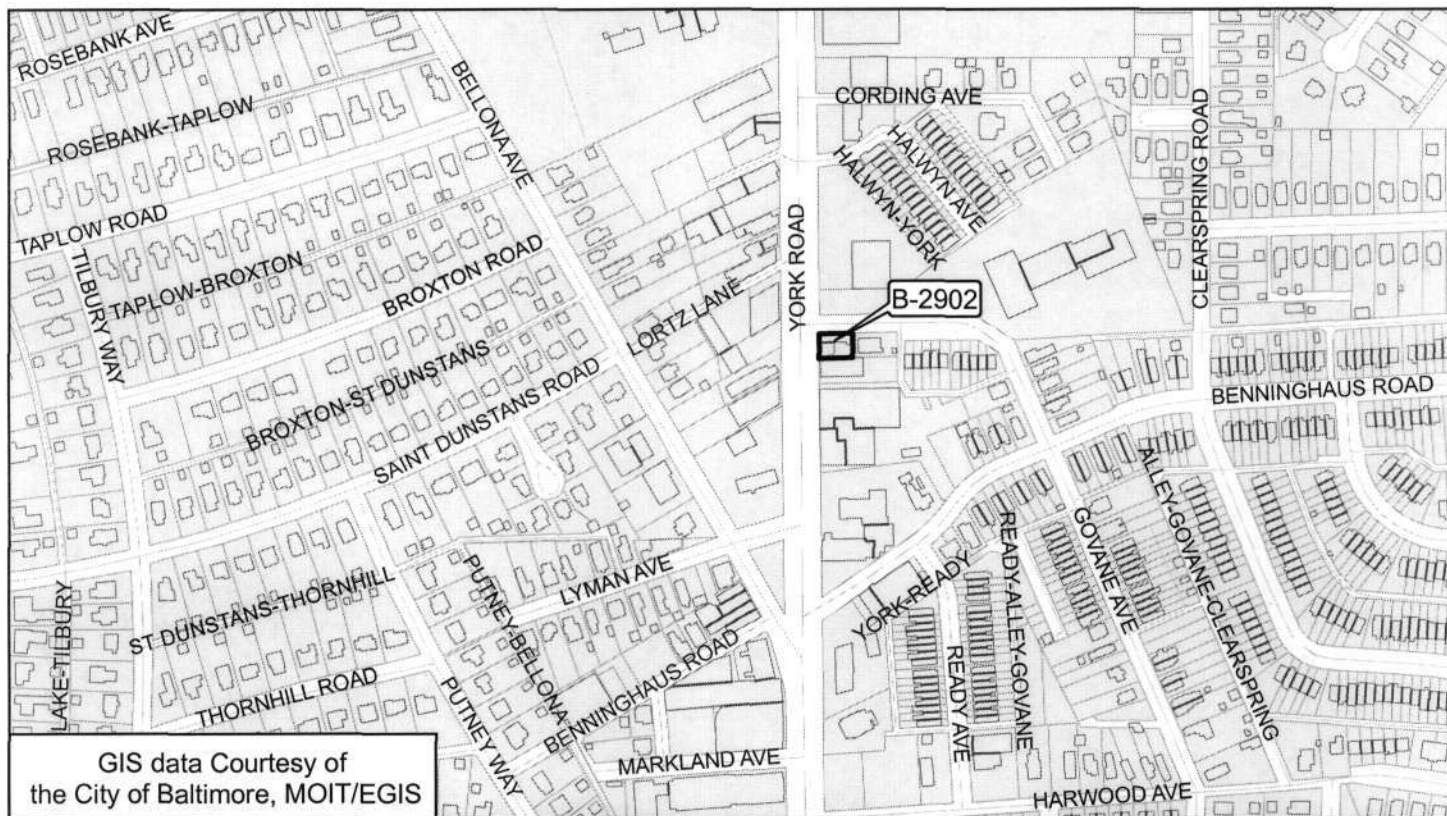 ROSEBANK AVE
ROSEBANK-TAPLOW
BELLONA AVE
TAPLOW ROAD
TILBURY WAY
TAPLOW-BROXTON
BROXTON ROAD
BROXTON-ST DUNSTANS
SAINT DUNSTANS ROAD
LORTZ LANE
YORK ROAD
CORDING AVE
HALWYN AVE
HALWYN-YORK
CLEARSPRING ROAD
B-2902
BENNINGHAUS ROAD
LAKE-TILBURY
ST DUNSTANS-THORNHILL
THORNHILL ROAD
PUTNEY WAY
PUTNEY-BELLONA
LYMAN AVE
BENNINGHAUS ROAD
MARKLAND AVE
YORK-READY
READY AVE
READY-ALLEY-GOVANE
GOVANE AVE
ALLEY-GOVANE-CLEARSPRING
HARWOOD AVE
GIS data Courtesy of
the City of Baltimore, MOIT/EGIS